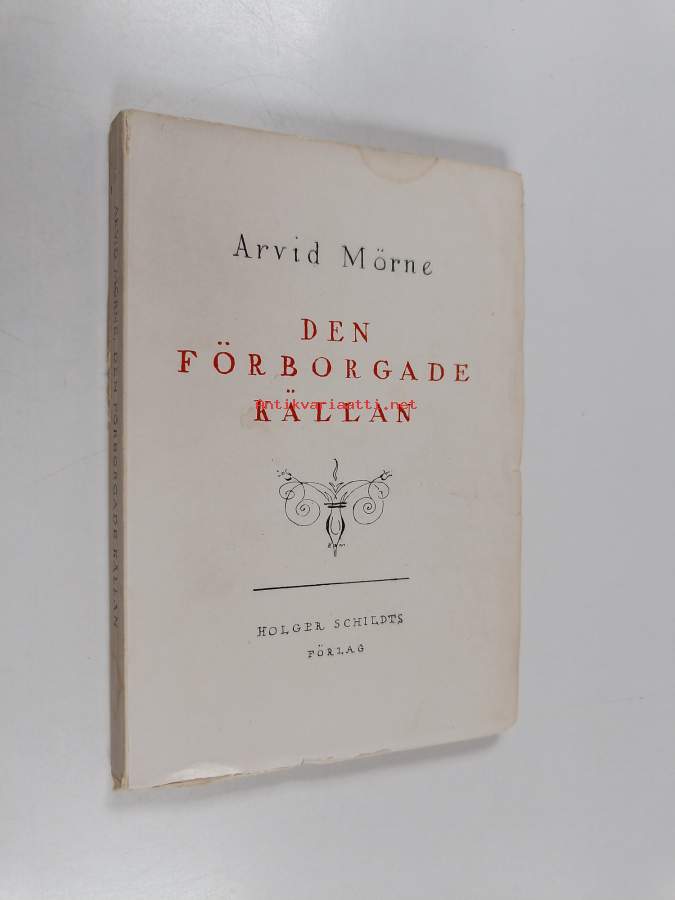 Arvid Mörne
DEN
FÖRBORGADE
KÄLLAN
antikvariaatti.net
HOLGER SCHILDTS
FÖRLAG
ARVID MÖRNE. DEN FÖRBORGADE KÄLLAN